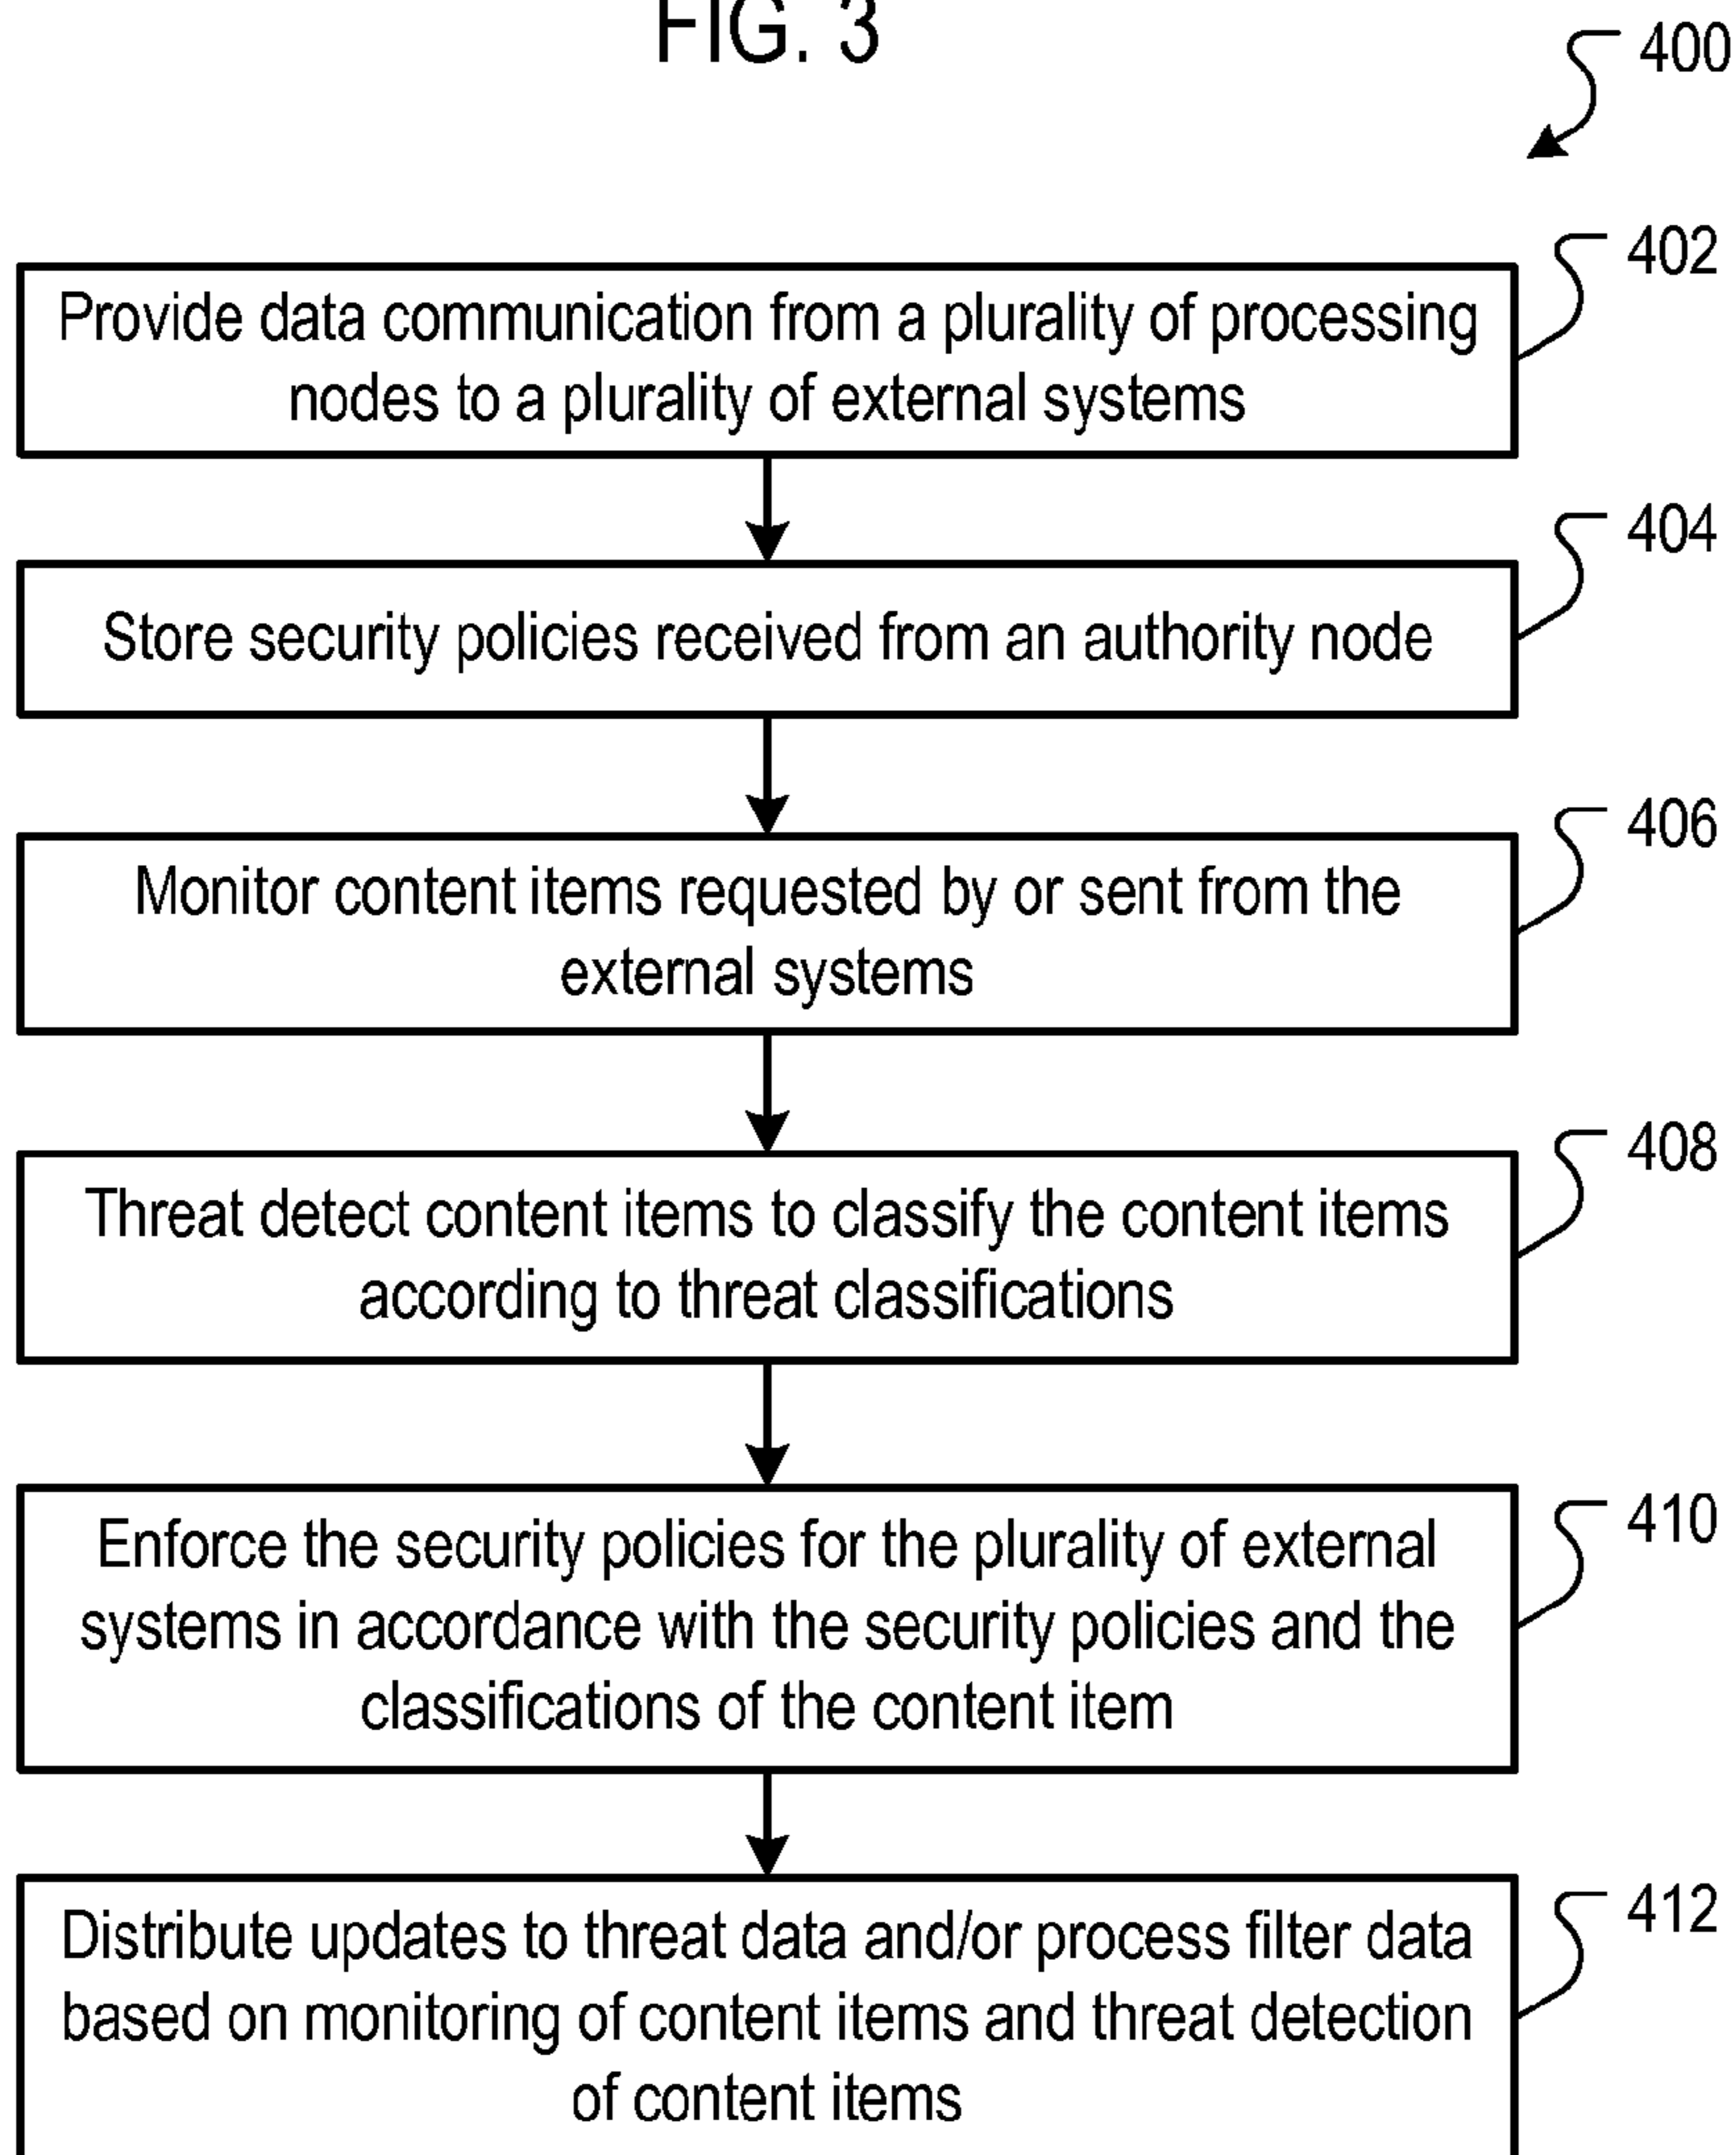 FIG. 3
400
402
Provide data communication from a plurality of processing
nodes to a plurality of external systems
404
Store security policies received from an authority node
406
Monitor content items requested by or sent from the
external systems
408
Threat detect content items to classify the content items
according to threat classifications
410
Enforce the security policies for the plurality of external
systems in accordance with the security policies and the
classifications of the content item
412
Distribute updates to threat data and/or process filter data
based on monitoring of content items and threat detection
of content items